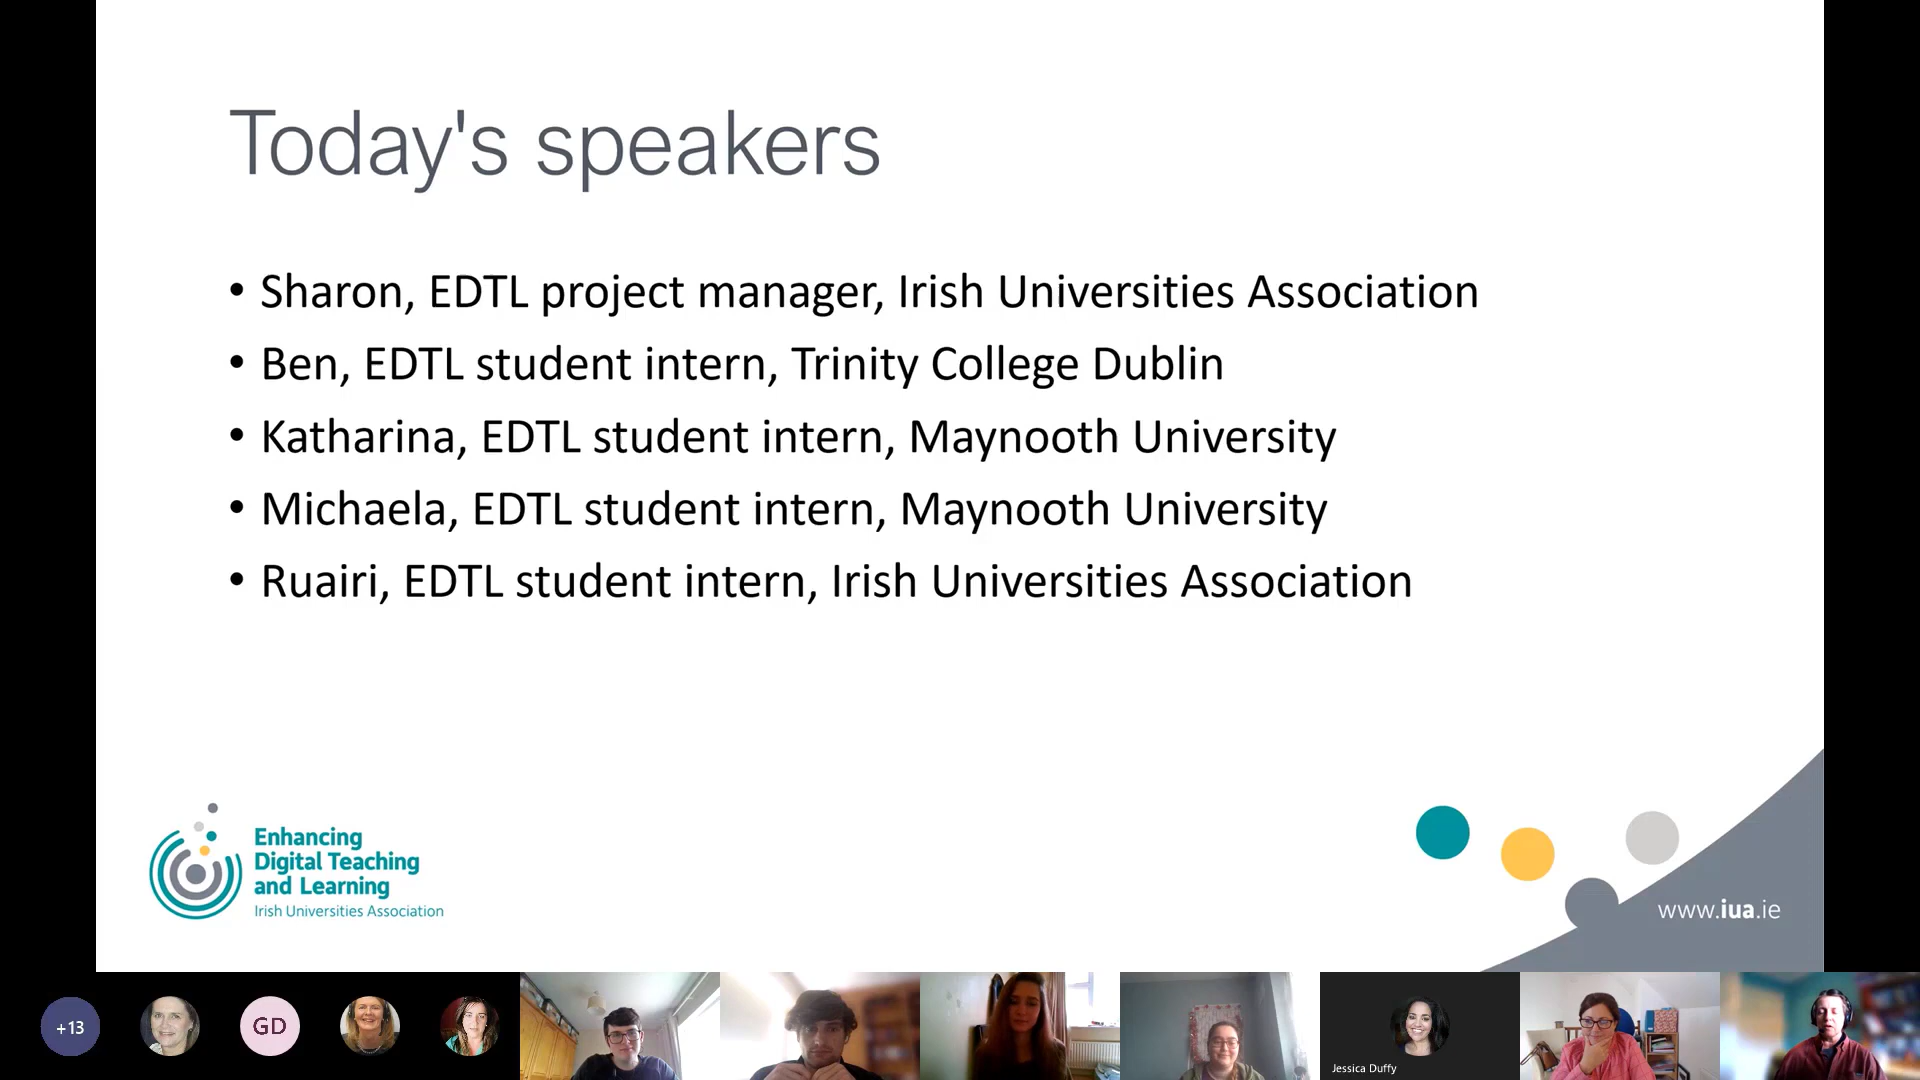 Today's speakers
• Sharon, EDTL project manager, Irish Universities Association
• Ben, EDTL student intern, Trinity College Dublin
• Katharina, EDTL student intern, Maynooth University
• Michaela, EDTL student intern, Maynooth University
• Ruairi, EDTL student intern, Irish Universities Association
Enhancing
Digital Teaching
and Learning
Irish Universities Association
www.iua.ie
+13
GD
Jessica Duffy